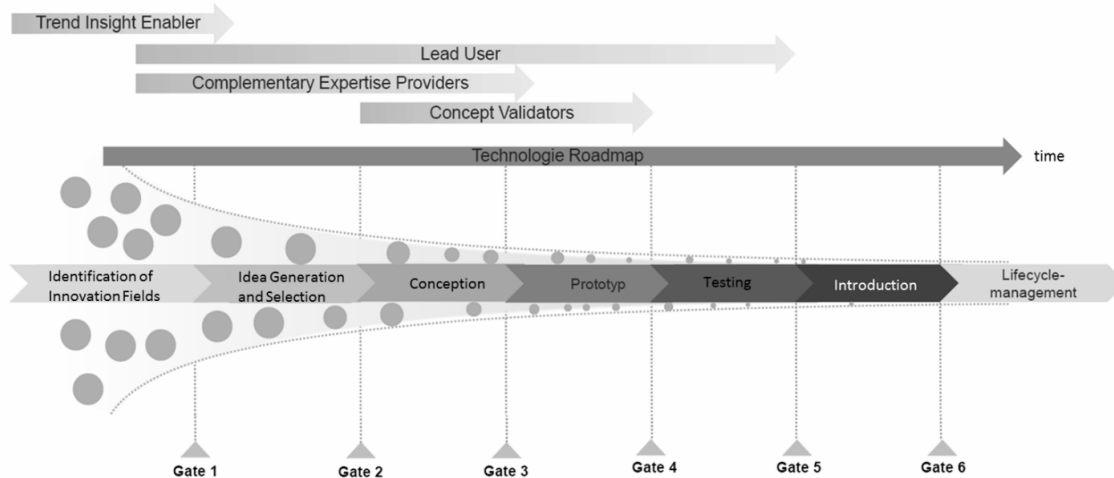 Trend Insight Enabler
Lead User
Complementary Expertise Providers
Concept Validators
Technologie Roadmap
time
Identification of
Innovation Fields
Idea Generation
and Selection
Conception
Prototyp
Testing
Introduction
Lifecycle-
management
Gate 1
Gate 2
Gate 3
Gate 4
Gate 5
Gate 6